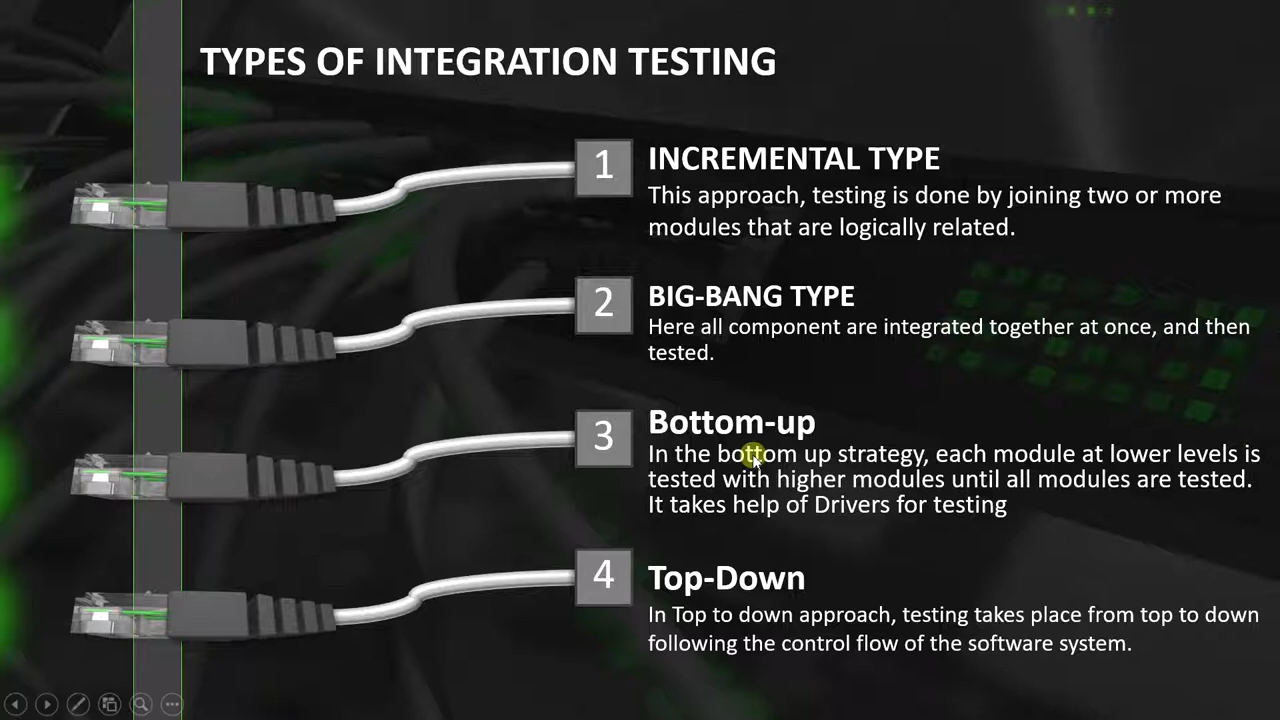 TYPES OF INTEGRATION TESTING
1
INCREMENTAL TYPE
This approach, testing is done by joining two or more
modules that are logically related.
2
BIG-BANG TYPE
Here all component are integrated together at once, and then
tested.
3
Bottom-up
In the bottom up strategy, each module at lower levels is
tested with higher modules until all modules are tested.
It takes help of Drivers for testing
4
Top-Down
In Top to down approach, testing takes place from top to down
following the control flow of the software system.